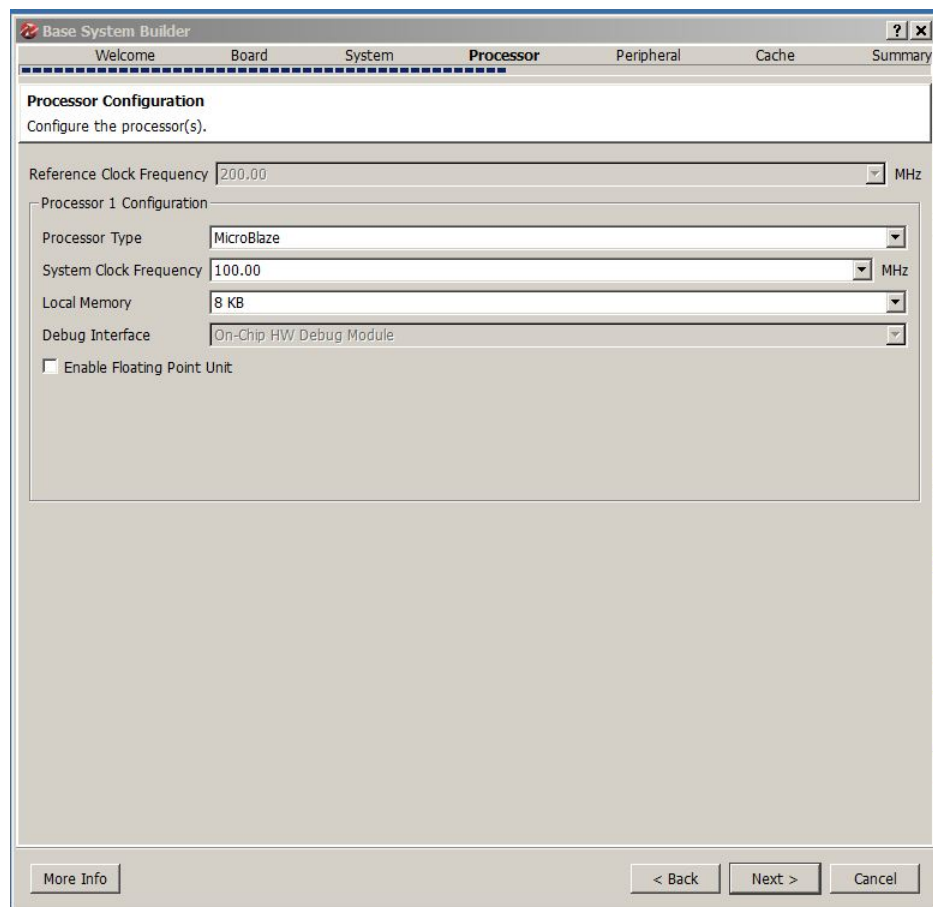 Base System Builder
Welcome Board System Processor Peripheral Cache Summary
Processor Configuration
Configure the processor(s).
Reference Clock Frequency 200.00 MHz
Processor 1 Configuration
Processor Type MicroBlaze
System Clock Frequency 100.00 MHz
Local Memory 8 KB
Debug Interface On-Chip HW Debug Module
Enable Floating Point Unit
More Info < Back Next > Cancel